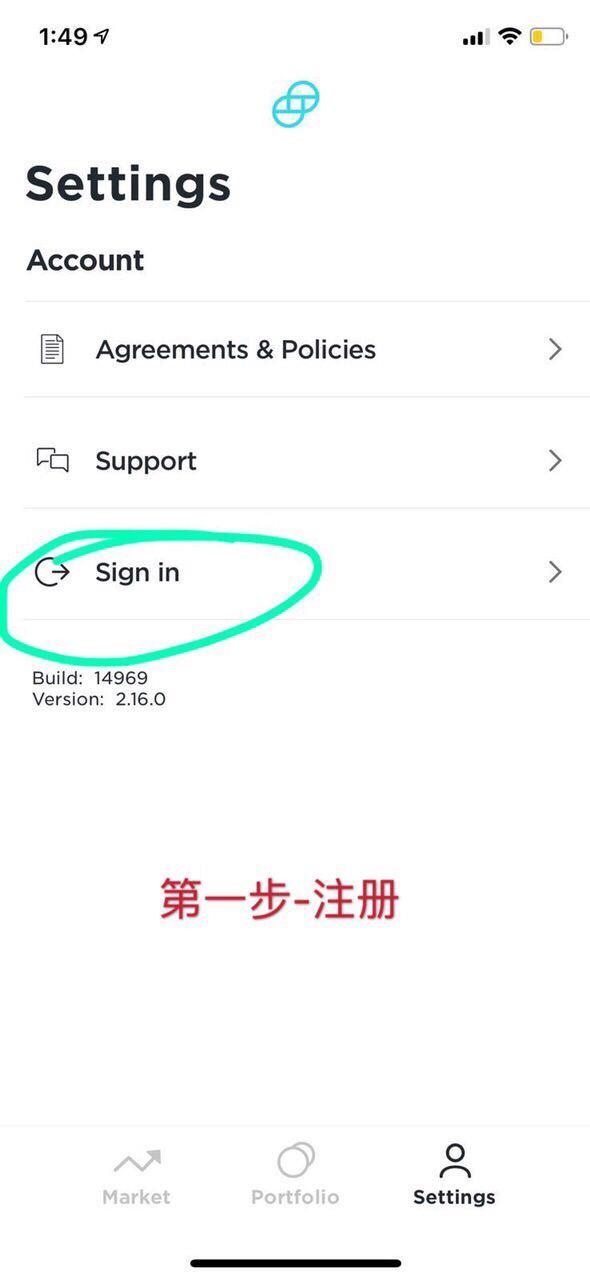 1:49
Settings
Account
Agreements & Policies
Support
Sign in
Build: 14969
Version: 2.16.0
第一步-注册
Market
Portfolio
Settings